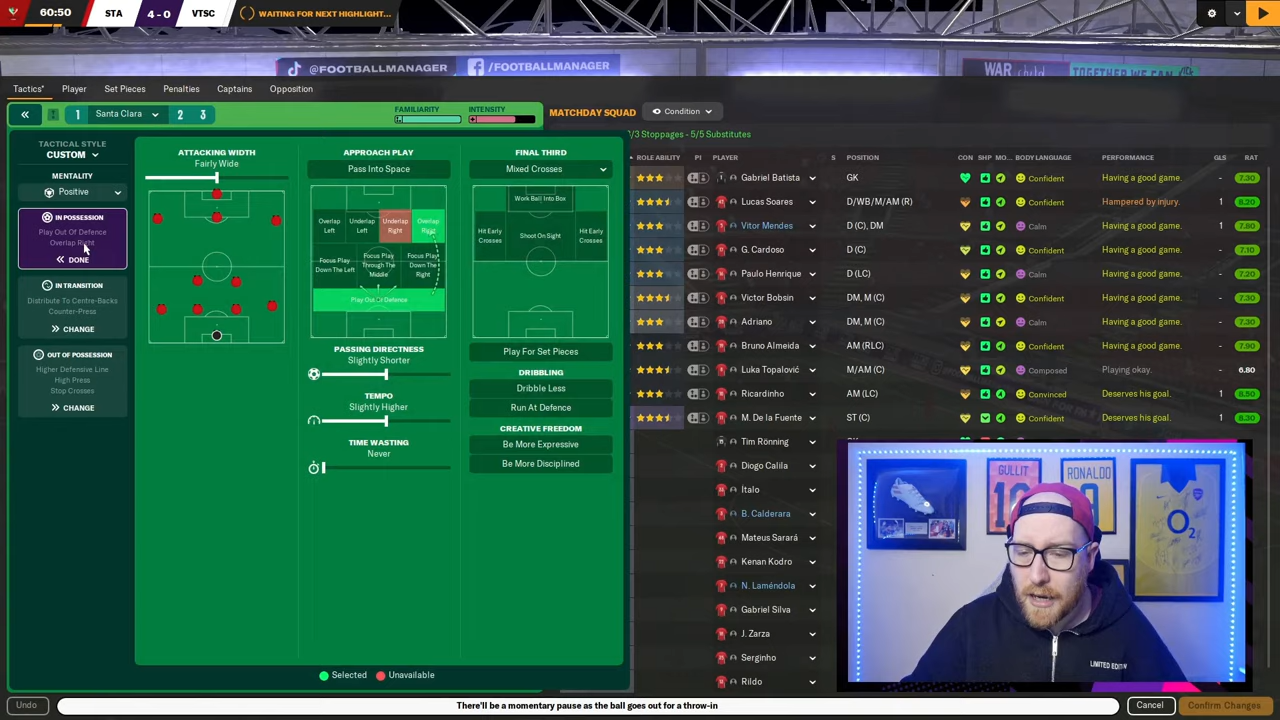 60:50 STA 4 - 0 VTSC WAITING FOR NEXT HIGHLIGHT...
@FOOTBALLMANAGER /FOOTBALLMANAGER WAR child TOGETHER WE CAN
Tactics* Player Set Pieces Penalties Captains Opposition
1 Santa Clara 2 3 FAMILIARITY INTENSITY
MATCHDAY SQUAD Condition
/3 Stoppages - 5/5 Substitutes
TACTICAL STYLE
CUSTOM
MENTALITY
Positive
IN POSSESSION
Play Out Of Defence
Overlap Right
DONE
IN TRANSITION
Distribute To Centre-Backs
Counter-Press
CHANGE
OUT OF POSSESSION
Higher Defensive Line
High Press
Stop Crosses
CHANGE
ATTACKING WIDTH
Fairly Wide
APPROACH PLAY
Pass Into Space
Overlap Left
Underlap Left
Underlap Right
Overlap Right
Focus Play Down The Left
Focus Play Through The Middle
Focus Play Down The Right
Play Out Of Defence
PASSING DIRECTNESS
Slightly Shorter
TEMPO
Slightly Higher
TIME WASTING
Never
FINAL THIRD
Mixed Crosses
Work Ball Into Box
Hit Early Crosses
Shoot On Sight
Hit Early Crosses
Play For Set Pieces
DRIBBLING
Dribble Less
Run At Defence
CREATIVE FREEDOM
Be More Expressive
Be More Disciplined
Selected Unavailable
ROLE ABILITY PI PLAYER S POSITION CON SHP MO... BODY LANGUAGE PERFORMANCE GLS RAT
Gabriel Batista GK Confident Having a good game. - 7.30
Lucas Soares D/WB/M/AM (R) Confident Hampered by injury. 1 8.20
Vitor Mendes D (C), DM Calm Having a good game. 1 7.80
G. Cardoso D (C) Confident Having a good game. - 7.10
Paulo Henrique D (LC) Calm Having a good game. - 7.20
Victor Bobsin DM, M (C) Confident Having a good game. - 7.30
Adriano DM, M (C) Calm Having a good game. - 7.30
Bruno Almeida AM (RLC) Confident Having a good game. - 7.90
Luka Topalović M/AM (C) Composed Playing okay. - 6.80
Ricardinho AM (LC) Convinced Deserves his goal. 1 8.50
M. De la Fuente ST (C) Confident Deserves his goal. 1 8.30
Tim Rönning
Diogo Calila
Ítalo
B. Calderara
Mateus Sarará
Kenan Kodro
N. Laméndola
Gabriel Silva
J. Zarza
Serginho
Rildo
GULLIT
10
RONALDO
O₂
LIMITED EDITION
Undo There'll be a momentary pause as the ball goes out for a throw-in Cancel Confirm Changes